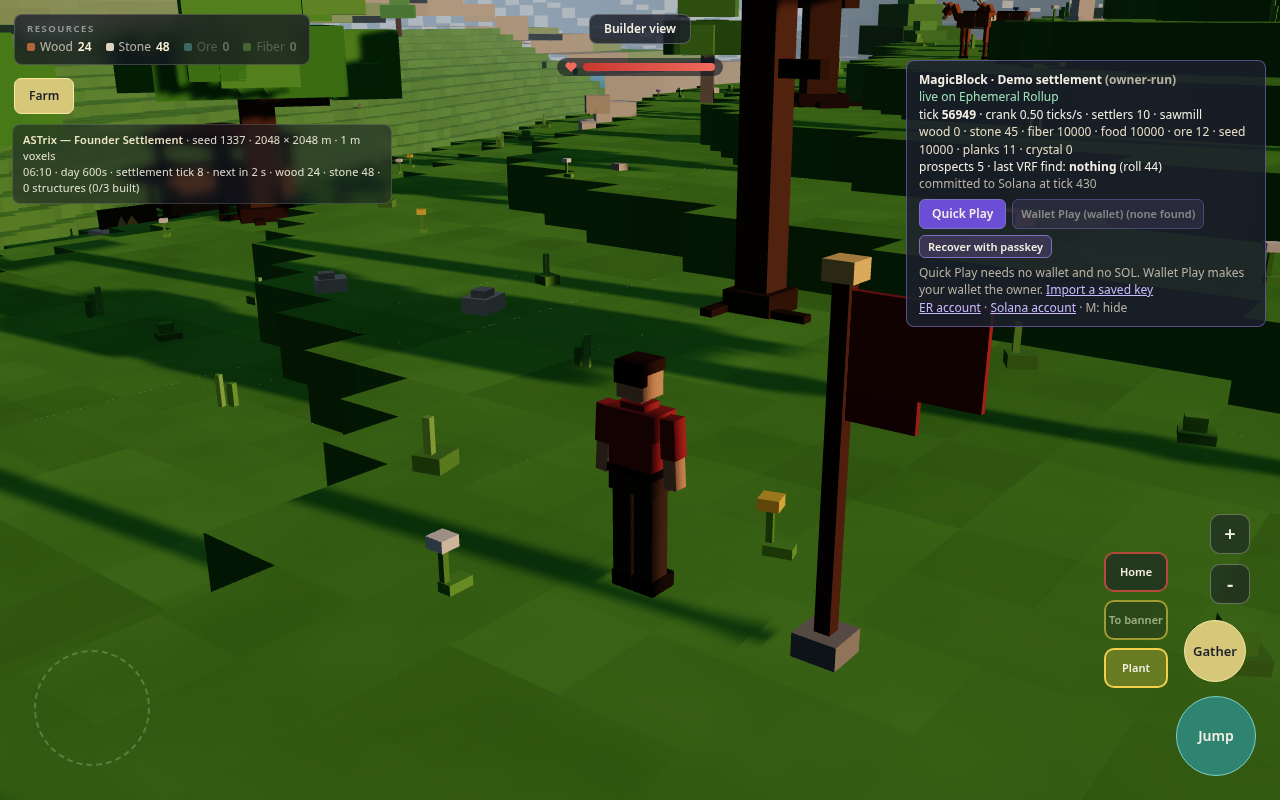 RESOURCES
Wood 24 Stone 48 Ore 0 Fiber 0
Builder view
Farm
ASTrix — Founder Settlement · seed 1337 · 2048 × 2048 m · 1 m
voxels
06:10 · day 600s · settlement tick 8 · next in 2 s · wood 24 · stone 48 ·
0 structures (0/3 built)
MagicBlock · Demo settlement (owner-run)
live on Ephemeral Rollup
tick 56949 · crank 0.50 ticks/s · settlers 10 · sawmill
wood 0 · stone 45 · fiber 10000 · food 10000 · ore 12 · seed
10000 · planks 11 · crystal 0
prospects 5 · last VRF find: nothing (roll 44)
committed to Solana at tick 430
Quick Play Wallet Play (wallet) (none found)
Recover with passkey
Quick Play needs no wallet and no SOL. Wallet Play makes
your wallet the owner. Import a saved key
ER account · Solana account · M: hide
+
Home
-
To banner
Gather
Plant
Jump